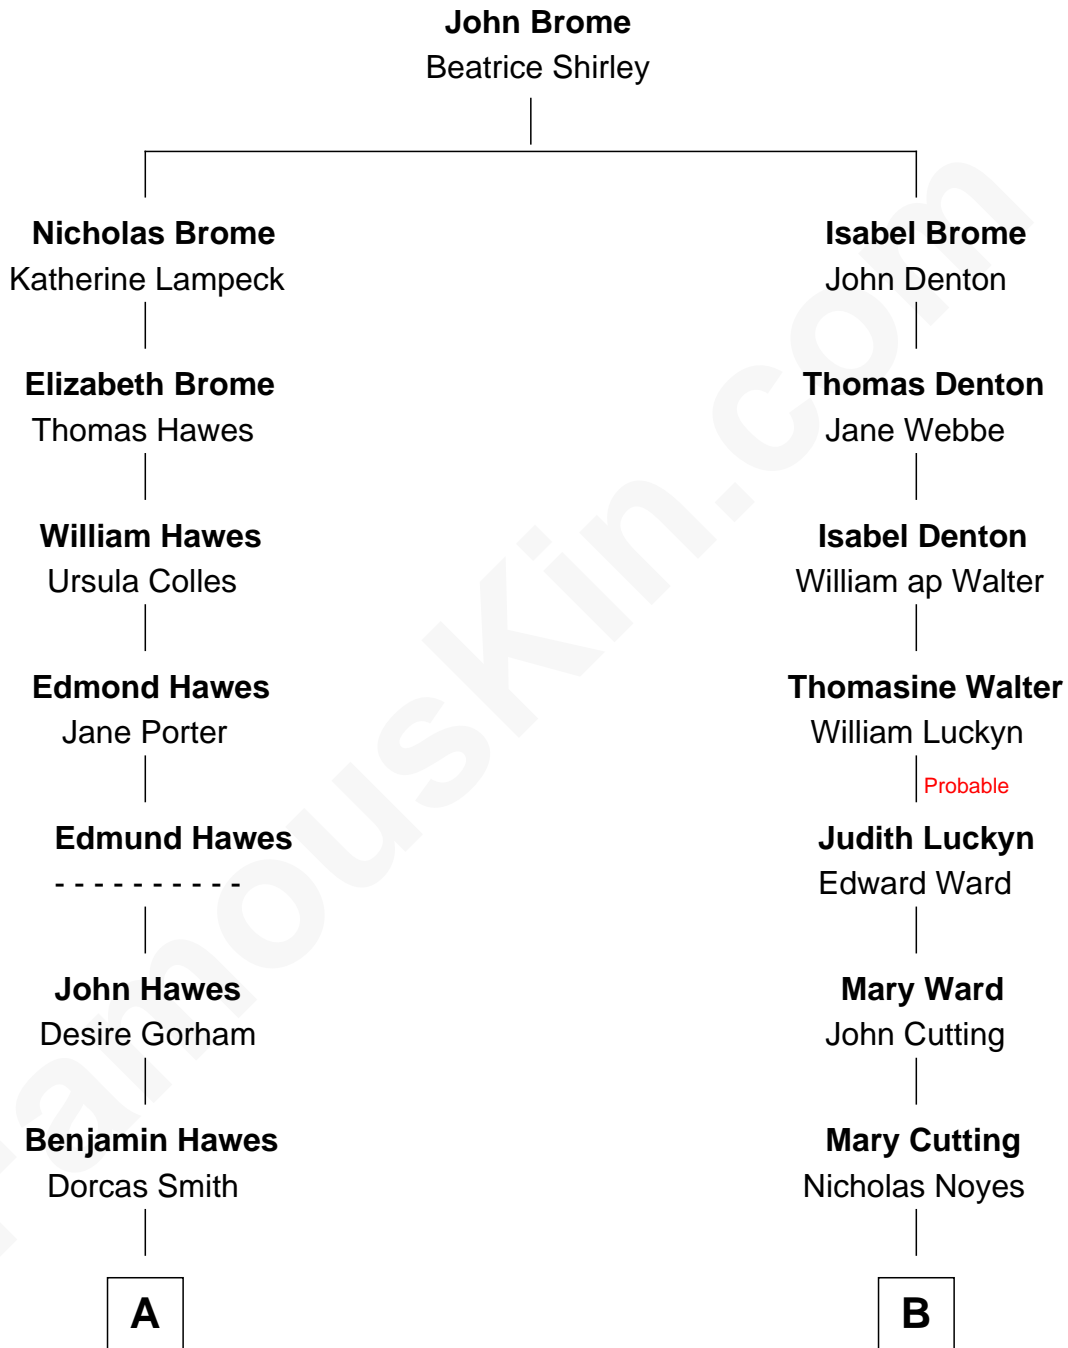 John Brome
Beatrice Shirley
Nicholas Brome
Katherine Lampeck
Isabel Brome
John Denton
Elizabeth Brome
Thomas Hawes
Thomas Denton
Jane Webbe
William Hawes
Ursula Colles
Isabel Denton
William ap Walter
Edmond Hawes
Jane Porter
Thomasine Walter
William Luckyn
Probable
Edmund Hawes
- - - - - - - - - -
Judith Luckyn
Edward Ward
John Hawes
Desire Gorham
Mary Ward
John Cutting
Benjamin Hawes
Dorcas Smith
Mary Cutting
Nicholas Noyes
A
B
FamousKin.com